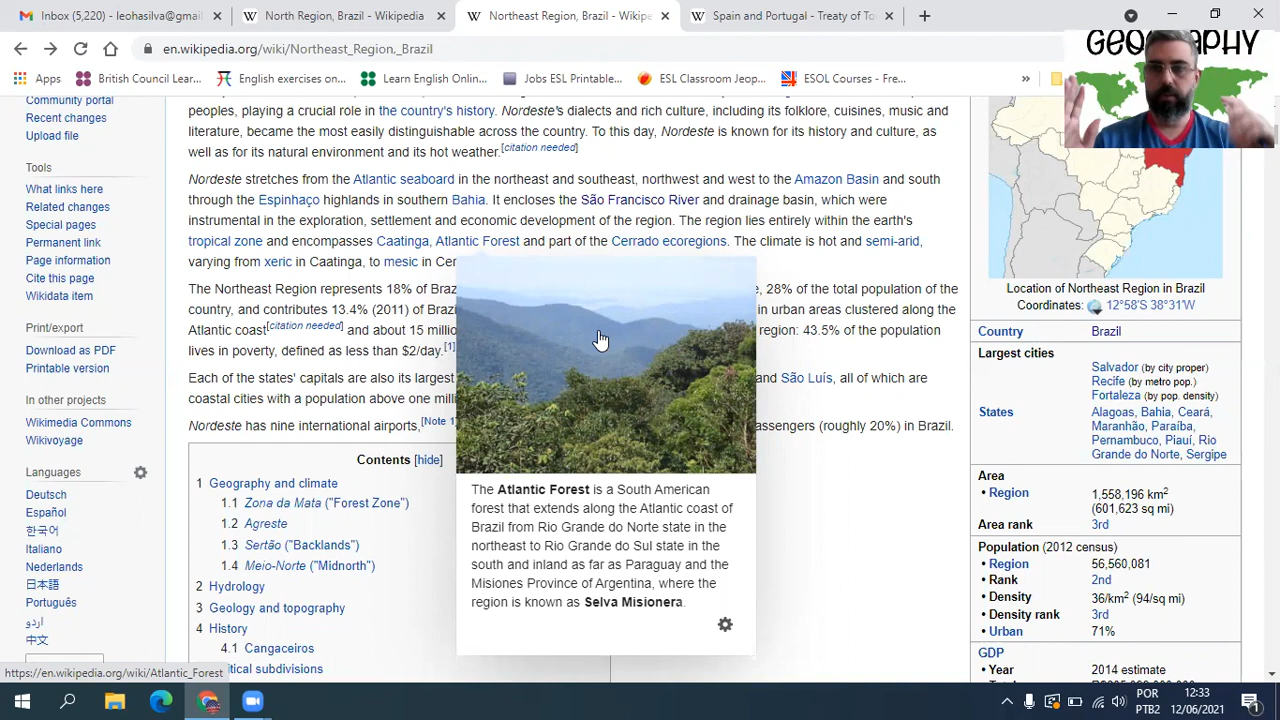 Inbox (5,220) - leohasilva@gmail
North Region, Brazil - Wikipedia
Northeast Region, Brazil - Wikipe
Spain and Portugal - Treaty of To
en.wikipedia.org/wiki/Northeast_Region,_Brazil
Apps
British Council Lear...
English exercises on...
Learn English Onlin...
Jobs ESL Printable...
ESL Classroom Jeop...
ESOL Courses - Fre...
»
GEOGRAPHY
Community portal
Recent changes
Upload file
Tools
What links here
Related changes
Special pages
Permanent link
Page information
Cite this page
Wikidata item
Print/export
Download as PDF
Printable version
In other projects
Wikimedia Commons
Wikivoyage
Languages
Deutsch
Español
한국어
Italiano
Nederlands
日本語
Português
اردو
中文
peoples, playing a crucial role in the country's history. Nordeste's dialects and rich culture, including its folklore, cuisines, music and
literature, became the most easily distinguishable across the country. To this day, Nordeste is known for its history and culture, as
well as for its natural environment and its hot weather.[citation needed]
Nordeste stretches from the Atlantic seaboard in the northeast and southeast, northwest and west to the Amazon Basin and south
through the Espinhaço highlands in southern Bahia. It encloses the São Francisco River and drainage basin, which were
instrumental in the exploration, settlement and economic development of the region. The region lies entirely within the earth's
tropical zone and encompasses Caatinga, Atlantic Forest and part of the Cerrado ecoregions. The climate is hot and semi-arid,
varying from xeric in Caatinga, to mesic in Cer
The Northeast Region represents 18% of Braz , 28% of the total population of the
country, and contributes 13.4% (2011) of Brazil in urban areas clustered along the
Atlantic coast[citation needed] and about 15 millio region: 43.5% of the population
lives in poverty, defined as less than $2/day.[1]
Each of the states' capitals are also its largest and São Luís, all of which are
coastal cities with a population above one milli
Nordeste has nine international airports,[Note 1] passengers (roughly 20%) in Brazil.
Contents [hide]
1 Geography and climate
1.1 Zona da Mata ("Forest Zone")
1.2 Agreste
1.3 Sertão ("Backlands")
1.4 Meio-Norte ("Midnorth")
2 Hydrology
3 Geology and topography
4 History
4.1 Cangaceiros
itical subdivisions
The Atlantic Forest is a South American
forest that extends along the Atlantic coast of
Brazil from Rio Grande do Norte state in the
northeast to Rio Grande do Sul state in the
south and inland as far as Paraguay and the
Misiones Province of Argentina, where the
region is known as Selva Misionera.
Location of Northeast Region in Brazil
Coordinates: 12°58′S 38°31′W
Country Brazil
Largest cities
Salvador (by city proper)
Recife (by metro pop.)
Fortaleza (by pop. density)
States Alagoas, Bahia, Ceará,
Maranhão, Paraíba,
Pernambuco, Piauí, Rio
Grande do Norte, Sergipe
Area
• Region 1,558,196 km2
(601,623 sq mi)
Area rank 3rd
Population (2012 census)
• Region 56,560,081
• Rank 2nd
• Density 36/km2 (94/sq mi)
• Density rank 3rd
• Urban 71%
GDP
• Year 2014 estimate
https://en.wikipedia.org/wiki/Atlantic_Forest
POR
PTB2
12:33
12/06/2021
1